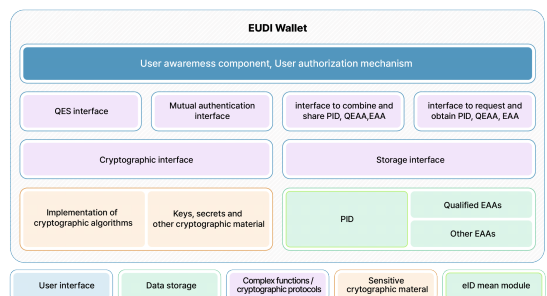 EUDI Wallet
User awaremess component, User authorization mechanism
QES interface
Mutual authentication
interface
interface to combine and
share PID, QEAA,EAA
interface to request and
obtain PID, QEAA, EAA
Cryptographic interface
Storage interface
Implementation of
cryptographic algorithms
Keys, secrets and
other cryptographic material
PID
Qualified EAAs
Other EAAs
User interface
Data storage
Complex functions /
cryptographic protocols
Sensitive
crytographic materal
eID mean module